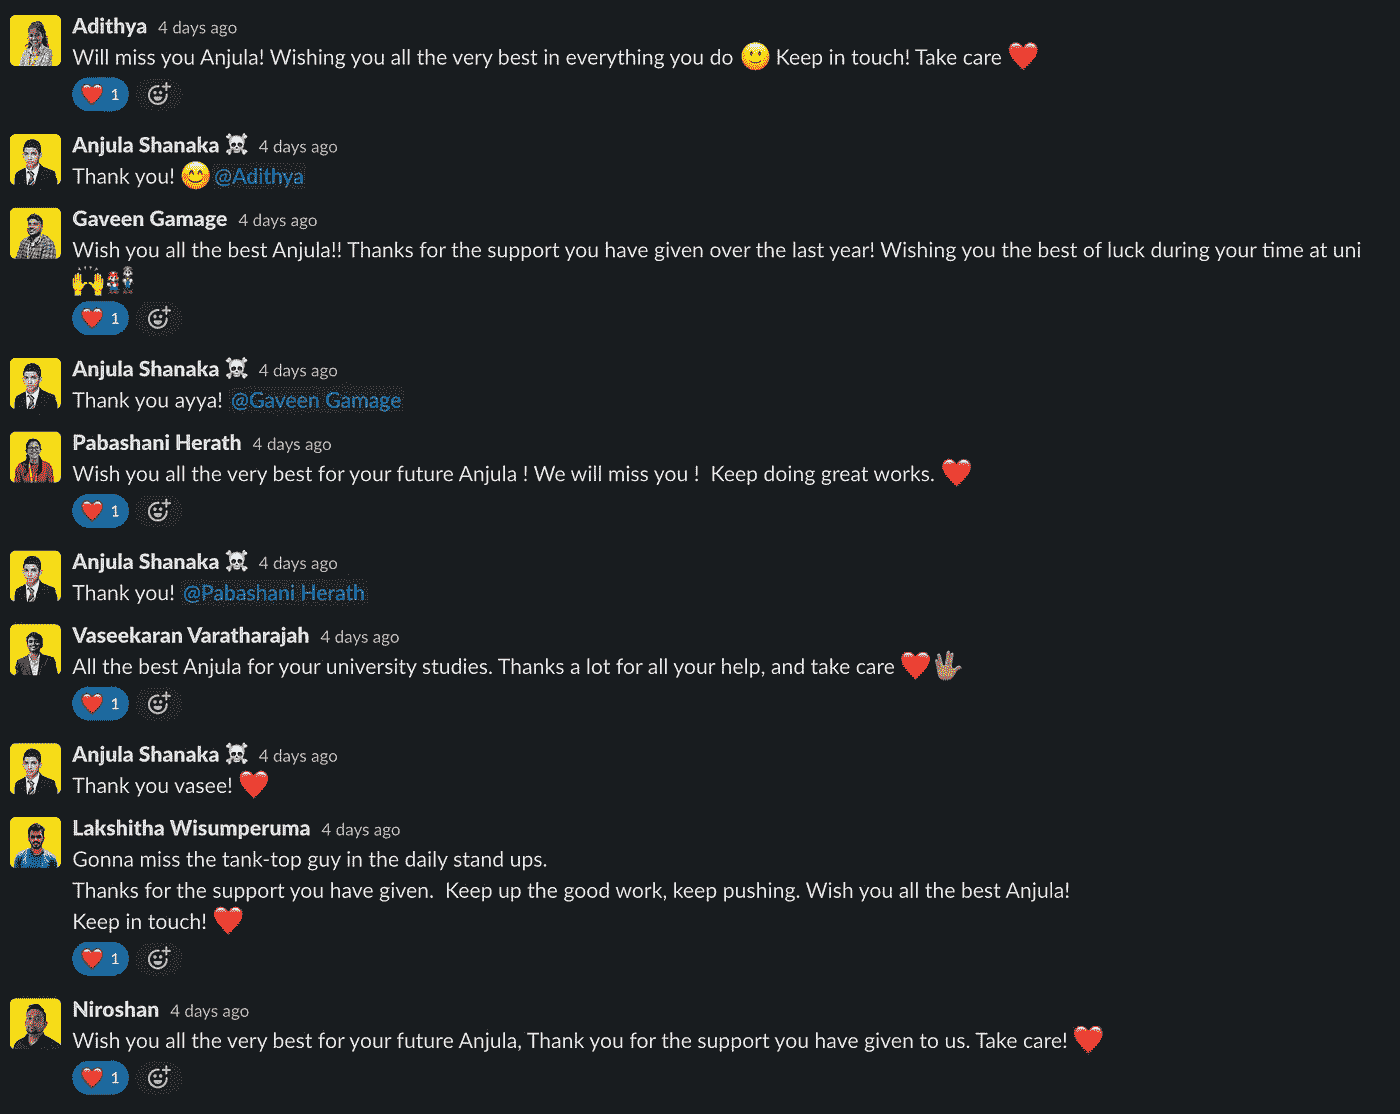 Adithya 4 days ago
Will miss you Anjula! Wishing you all the very best in everything you do 🙂 Keep in touch! Take care ❤️
❤️ 1
Anjula Shanaka ☠️ 4 days ago
Thank you! 😊 @Adithya
Gaveen Gamage 4 days ago
Wish you all the best Anjula!! Thanks for the support you have given over the last year! Wishing you the best of luck during your time at uni
🙌
❤️ 1
Anjula Shanaka ☠️ 4 days ago
Thank you ayya! @Gaveen Gamage
Pabashani Herath 4 days ago
Wish you all the very best for your future Anjula ! We will miss you !  Keep doing great works. ❤️
❤️ 1
Anjula Shanaka ☠️ 4 days ago
Thank you! @Pabashani Herath
Vaseekaran Varatharajah 4 days ago
All the best Anjula for your university studies. Thanks a lot for all your help, and take care ❤️🖖
❤️ 1
Anjula Shanaka ☠️ 4 days ago
Thank you vasee! ❤️
Lakshitha Wisumperuma 4 days ago
Gonna miss the tank-top guy in the daily stand ups.
Thanks for the support you have given.  Keep up the good work, keep pushing. Wish you all the best Anjula!
Keep in touch! ❤️
❤️ 1
Niroshan 4 days ago
Wish you all the very best for your future Anjula, Thank you for the support you have given to us. Take care! ❤️
❤️ 1